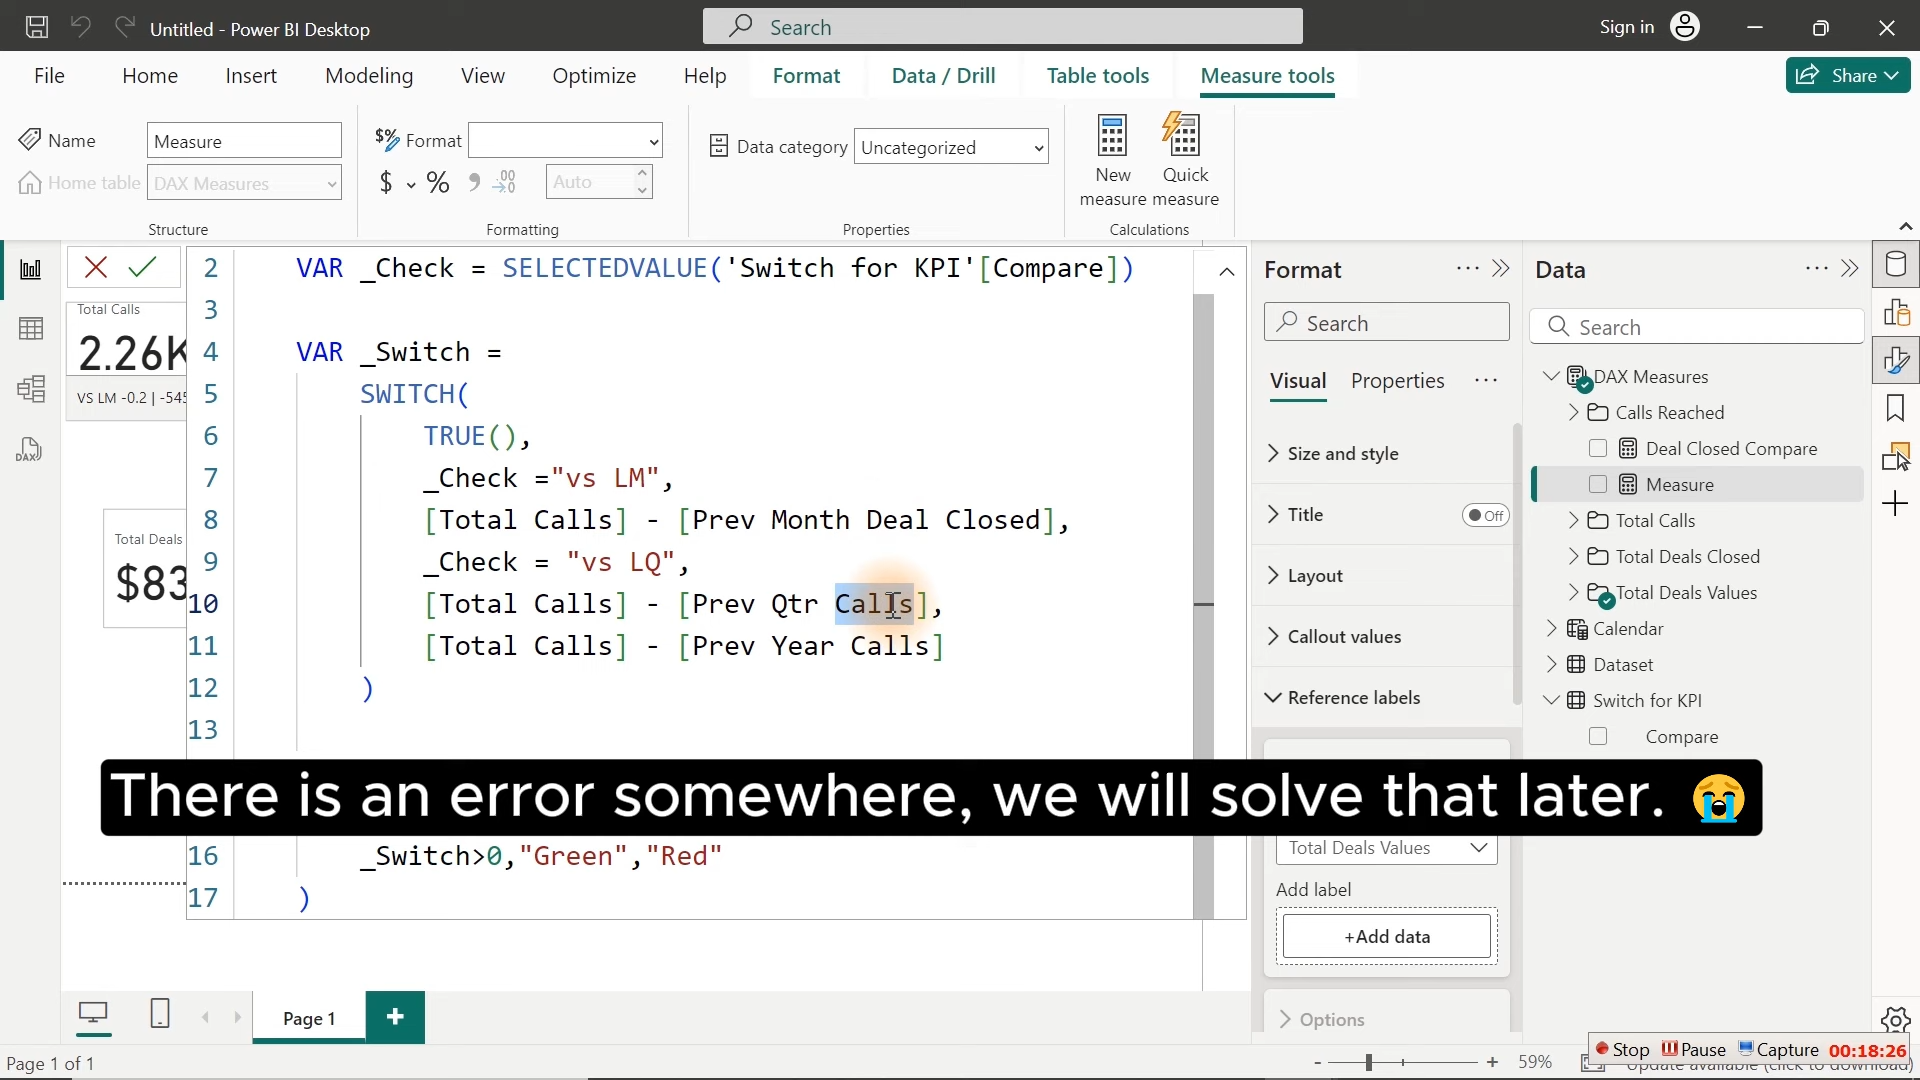 Untitled - Power BI Desktop
Search
Sign in
File Home Insert Modeling View Optimize Help Format Data / Drill Table tools Measure tools
Share
Name Measure
Home table DAX Measures
Structure
$% Format
$ % 9 .00
Auto
Formatting
Data category Uncategorized
Properties
New measure
Quick measure
Calculations
Total Calls
2.26K
VS LM -0.2 | -545
Total Deals
$83
DAX
2 VAR _Check = SELECTEDVALUE('Switch for KPI'[Compare])
3
4 VAR _Switch =
5 SWITCH(
6 TRUE(),
7 _Check ="vs LM",
8 [Total Calls] - [Prev Month Deal Closed],
9 _Check = "vs LQ",
10 [Total Calls] - [Prev Qtr Calls],
11 [Total Calls] - [Prev Year Calls]
12 )
13
There is an error somewhere, we will solve that later. 😭
16 _Switch>0,"Green","Red"
17 )
Format
Search
Visual Properties
Size and style
Title Off
Layout
Callout values
Reference labels
Total Deals Values
Add label
+Add data
Options
Data
Search
DAX Measures
Calls Reached
Deal Closed Compare
Measure
Total Calls
Total Deals Closed
Total Deals Values
Calendar
Dataset
Switch for KPI
Compare
Page 1
Page 1 of 1
- + 59%
Stop Pause Capture 00:18:26
Update available (click to download)